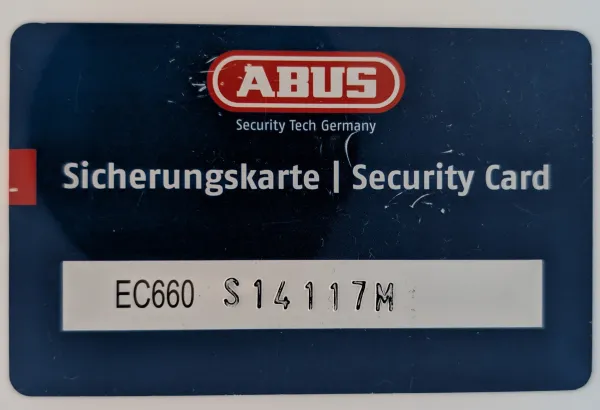 ABUS
Security Tech Germany
Sicherungskarte | Security Card
EC660 S14117M